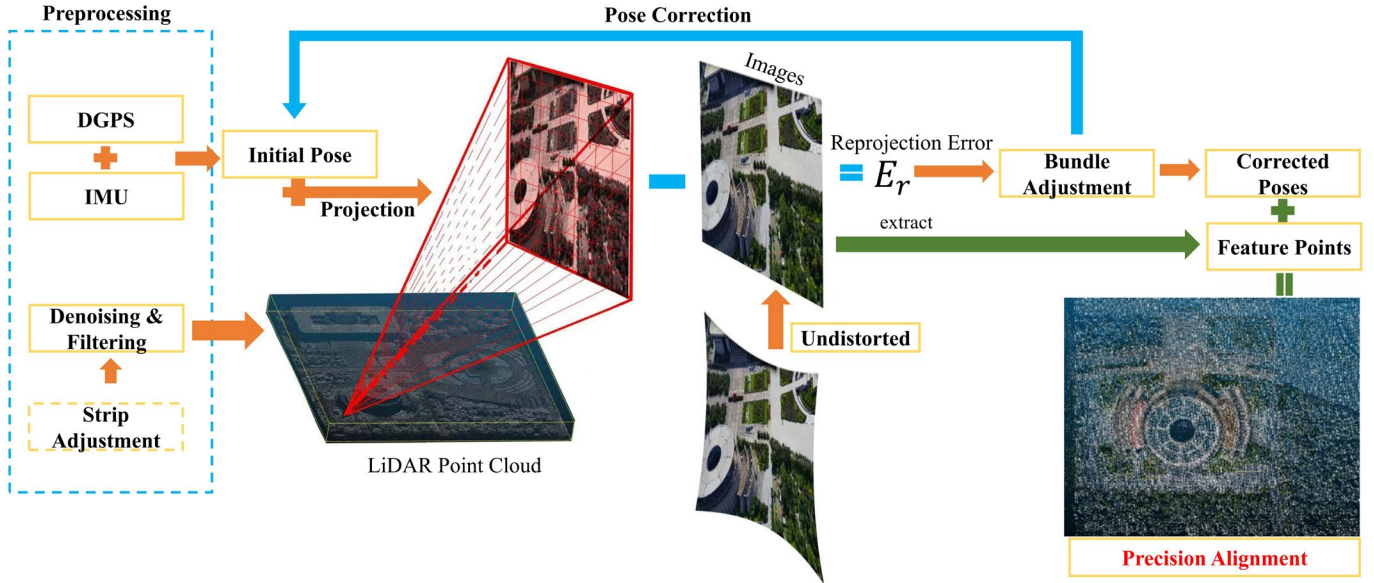 Preprocessing
Pose Correction
DGPS
IMU
Initial Pose
Projection
Images
Reprojection Error
E_r
Bundle
Adjustment
Corrected
Poses
extract
Feature Points
Denoising &
Filtering
Strip
Adjustment
LiDAR Point Cloud
Undistorted
Precision Alignment